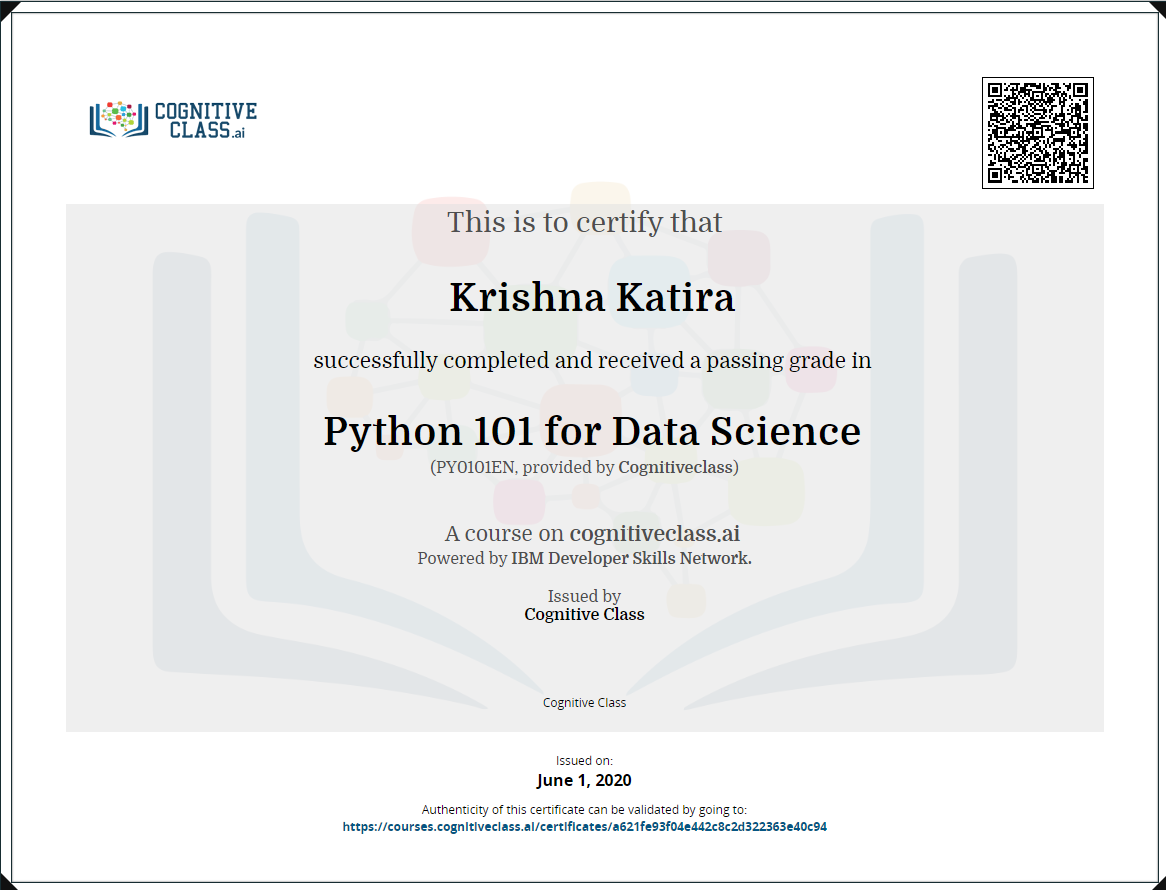 COGNITIVE
CLASS.ai
This is to certify that
Krishna Katira
successfully completed and received a passing grade in
Python 101 for Data Science
(PY0101EN, provided by Cognitiveclass)
A course on cognitiveclass.ai
Powered by IBM Developer Skills Network.
Issued by
Cognitive Class
Cognitive Class
Issued on:
June 1, 2020
Authenticity of this certificate can be validated by going to:
https://courses.cognitiveclass.ai/certificates/a621fe93f04e442c8c2d322363e40c94